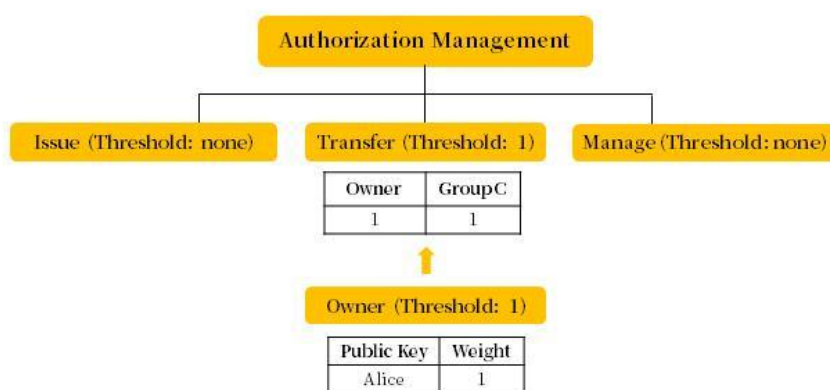 Authorization Management
Issue (Threshold: none) Transfer (Threshold: 1) Manage (Threshold: none)
Owner GroupC
1 1
Owner (Threshold: 1)
Public Key Weight
Alice 1